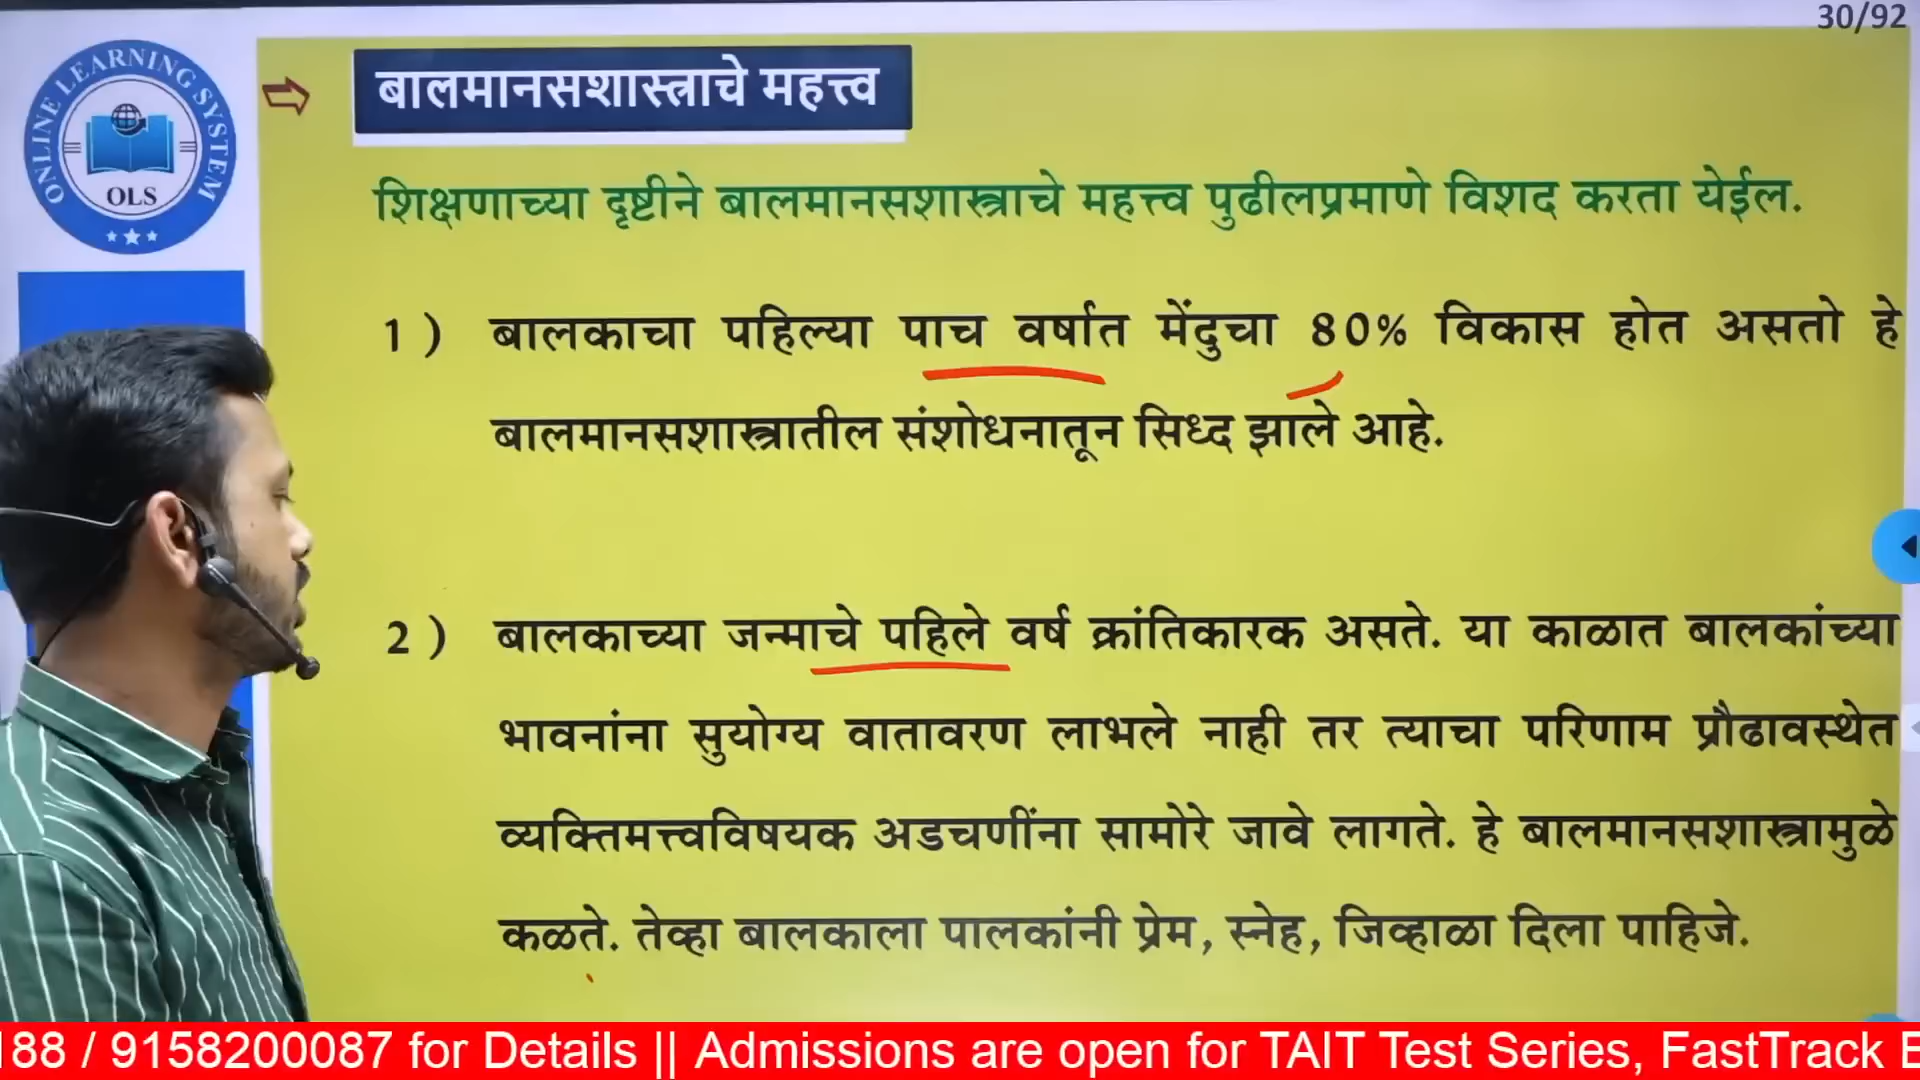 30/92
ONLINE LEARNING SYSTEM
OLS
बालमानसशास्त्राचे महत्त्व
शिक्षणाच्या दृष्टीने बालमानसशास्त्राचे महत्त्व पुढीलप्रमाणे विशद करता येईल.
1) बालकाचा पहिल्या पाच वर्षात मेंदुचा 80% विकास होत असतो हे
बालमानसशास्त्रातील संशोधनातून सिध्द झाले आहे.
2) बालकाच्या जन्माचे पहिले वर्ष क्रांतिकारक असते. या काळात बालकांच्या
भावनांना सुयोग्य वातावरण लाभले नाही तर त्याचा परिणाम प्रौढावस्थेत
व्यक्तिमत्त्वविषयक अडचणींना सामोरे जावे लागते. हे बालमानसशास्त्रामुळे
कळते. तेव्हा बालकाला पालकांनी प्रेम, स्नेह, जिव्हाळा दिला पाहिजे.
188 / 9158200087 for Details || Admissions are open for TAIT Test Series, FastTrack